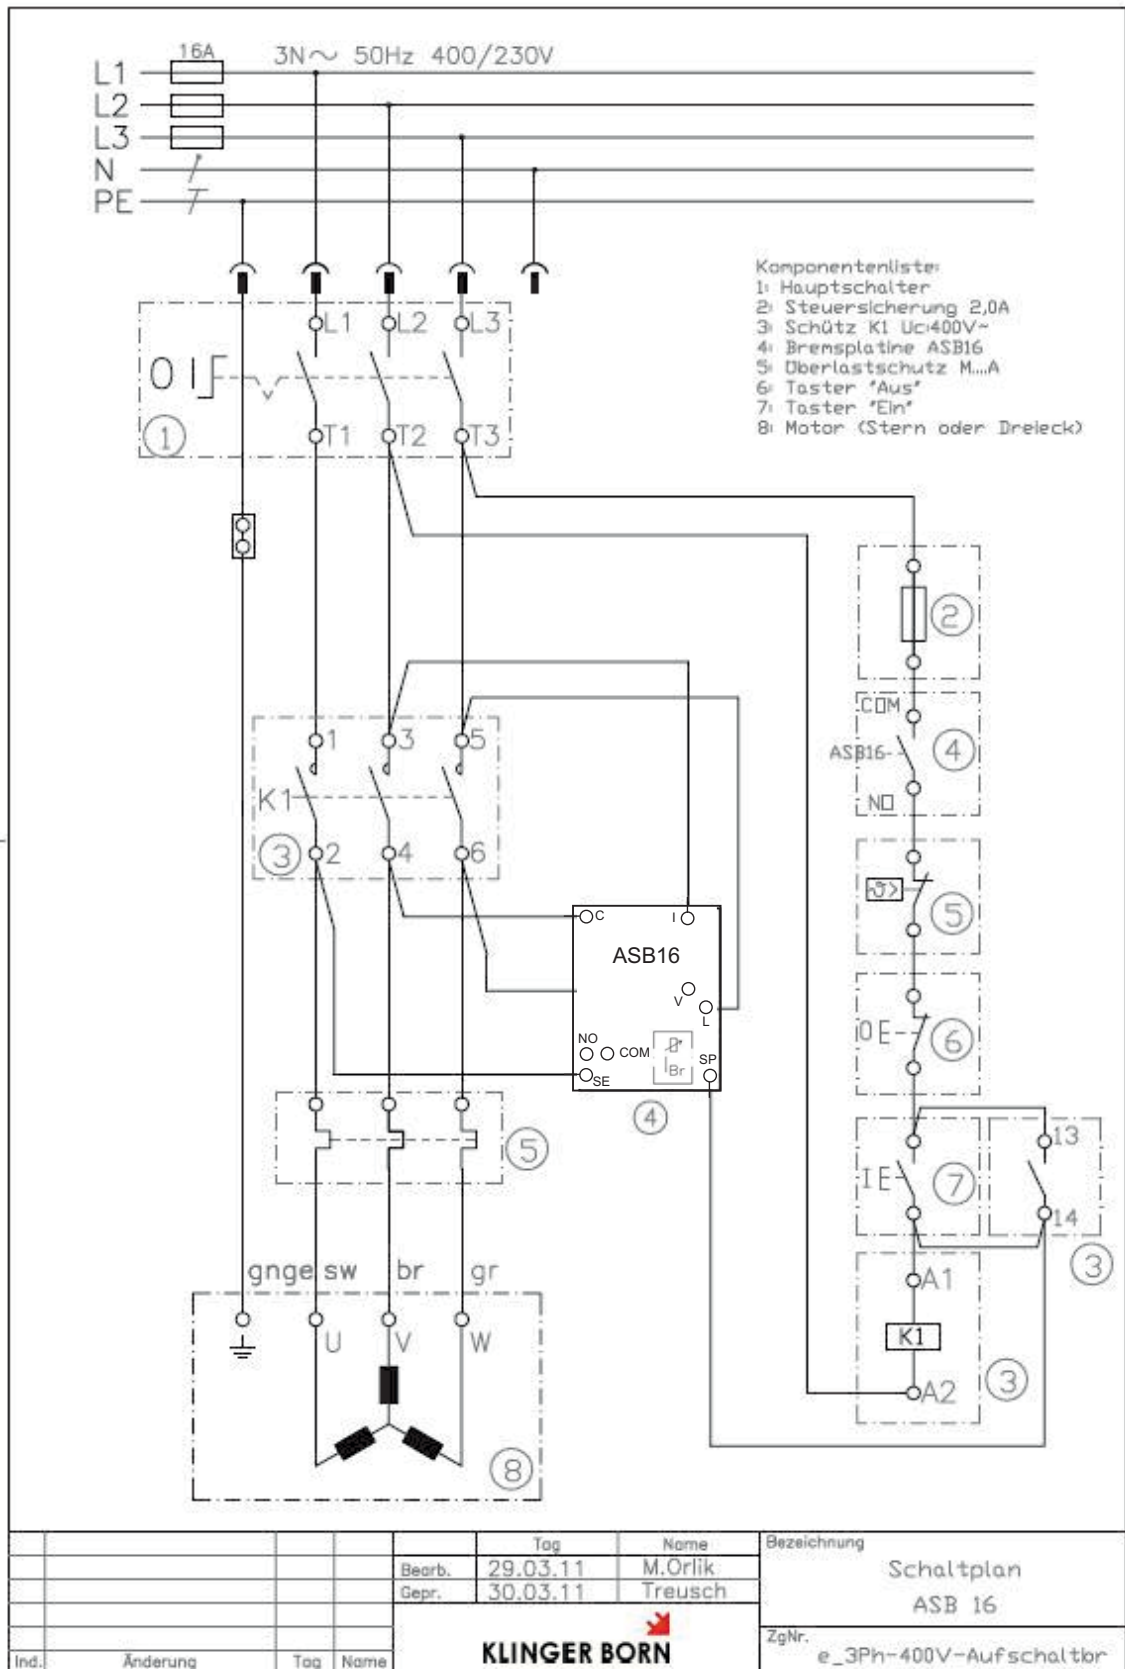 16A 3N~ 50Hz 400/230V
L1
L2
L3
N
PE
Komponentenliste:
1: Hauptschalter
2: Steuersicherung 2,0A
3: Schütz K1 Uc:400V~
4: Bremsplatine ASB16
5: Überlastschutz M....A
6: Taster "Aus"
7: Taster "Ein"
8: Motor (Stern oder Dreieck)
L1 L2 L3
0 I
1 T1 T2 T3
2
COM
ASB16 4
NO
1 3 5
K1
3 2 4 6
ϑ> 5
C I
ASB16
V
L
NO COM SP
Br
SE
4
0 E 6
5
13
I E 7
14
3
A1
K1
A2 3
gnge sw br gr
U V W
8
Tag Name
Bearb. 29.03.11 M.Orlik
Gepr. 30.03.11 Treusch
Bezeichnung
Schaltplan
ASB 16
KLINGER BORN
ZgNr.
e_3Ph-400V-Aufschaltbr
Ind. Änderung Tag Name